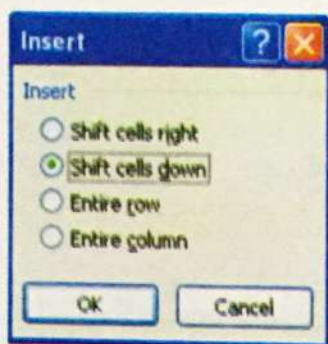 Insert
Insert
Shift cells right
Shift cells down
Entire row
Entire column
OK
Cancel